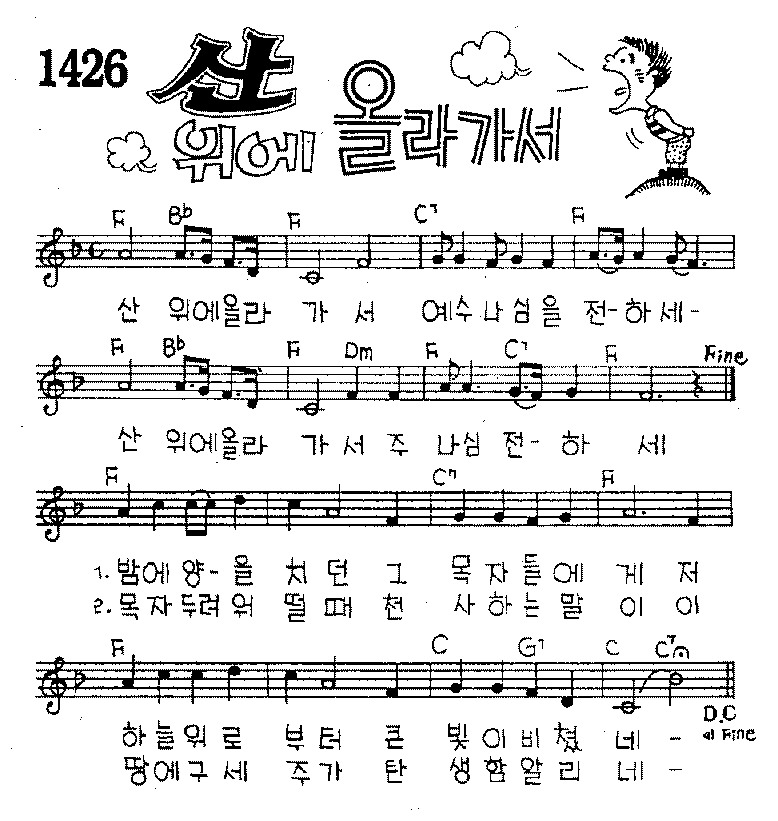 1426 산
위에 올라가서
F B♭ F C7 F
산 위에올라 가 서 예수 나 심 을 전-하 세-
F B♭ F Dm F C7 F Fine
산 위에올라 가 서 주 나심 전- 하 세
F C7 F
1. 밤에 양-을 치 던 그 목 자 들 에 게 저
2. 목자 두려워 떨 때 천 사 하 는 말 이 이
F C G7 C C7
하 늘 위 로 부 터 큰 빛 이 비 쳤 네 -
D.C
al Fine
땅 에 구 세 주 가 탄 생 함 알 리 네 -